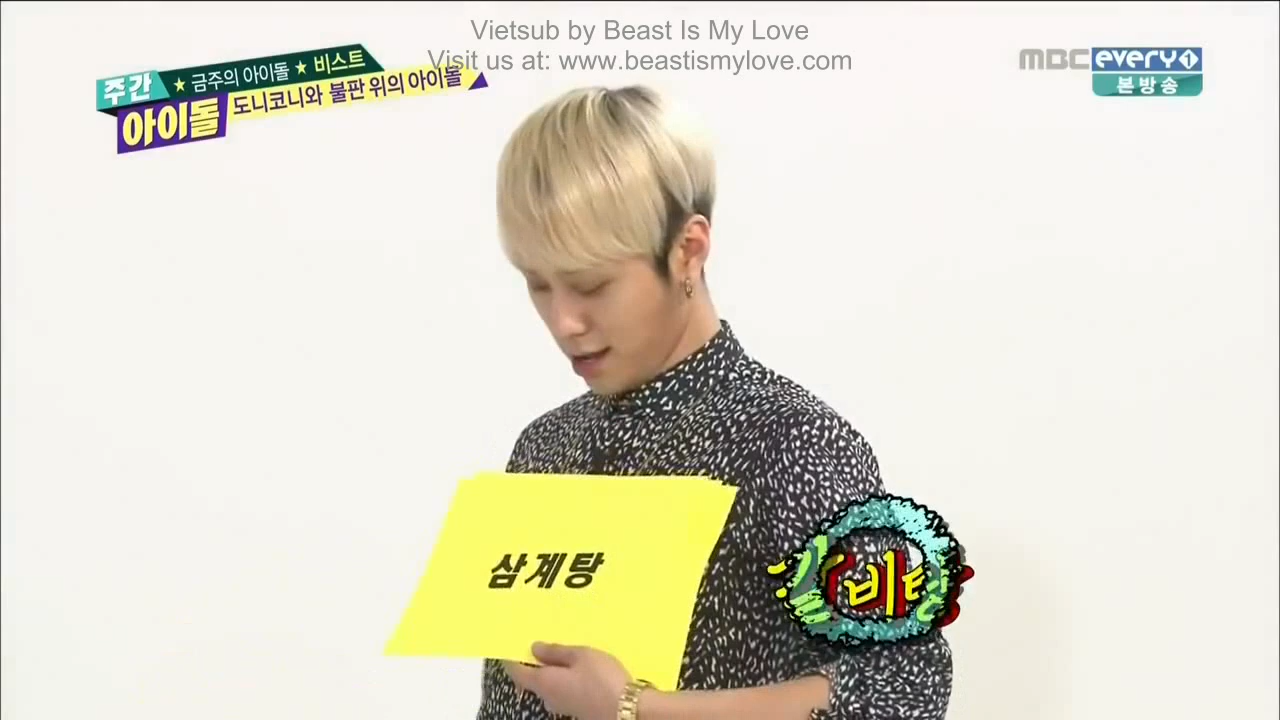 Vietsub by Beast Is My Love
Visit us at: www.beastismylove.com
주간
아이돌
★ 금주의 아이돌 ★ 비스트
도니코니와 불판 위의 아이돌
MBC every1
본방송
삼계탕
갈비탕